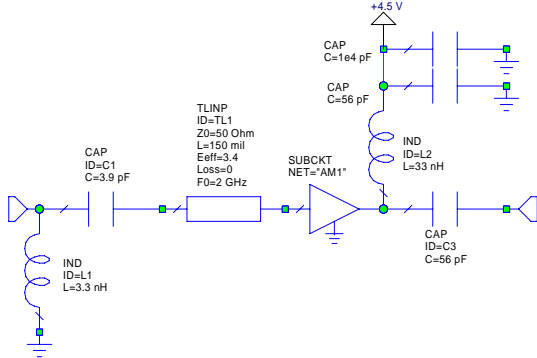 +4.5 V
CAP
C=1e4 pF
CAP
C=56 pF
TLINP
ID=TL1
Z0=50 Ohm
L=150 mil
Eeff=3.4
Loss=0
F0=2 GHz
IND
ID=L2
L=33 nH
SUBCKT
NET="AM1"
CAP
ID=C1
C=3.9 pF
CAP
ID=C3
C=56 pF
IND
ID=L1
L=3.3 nH